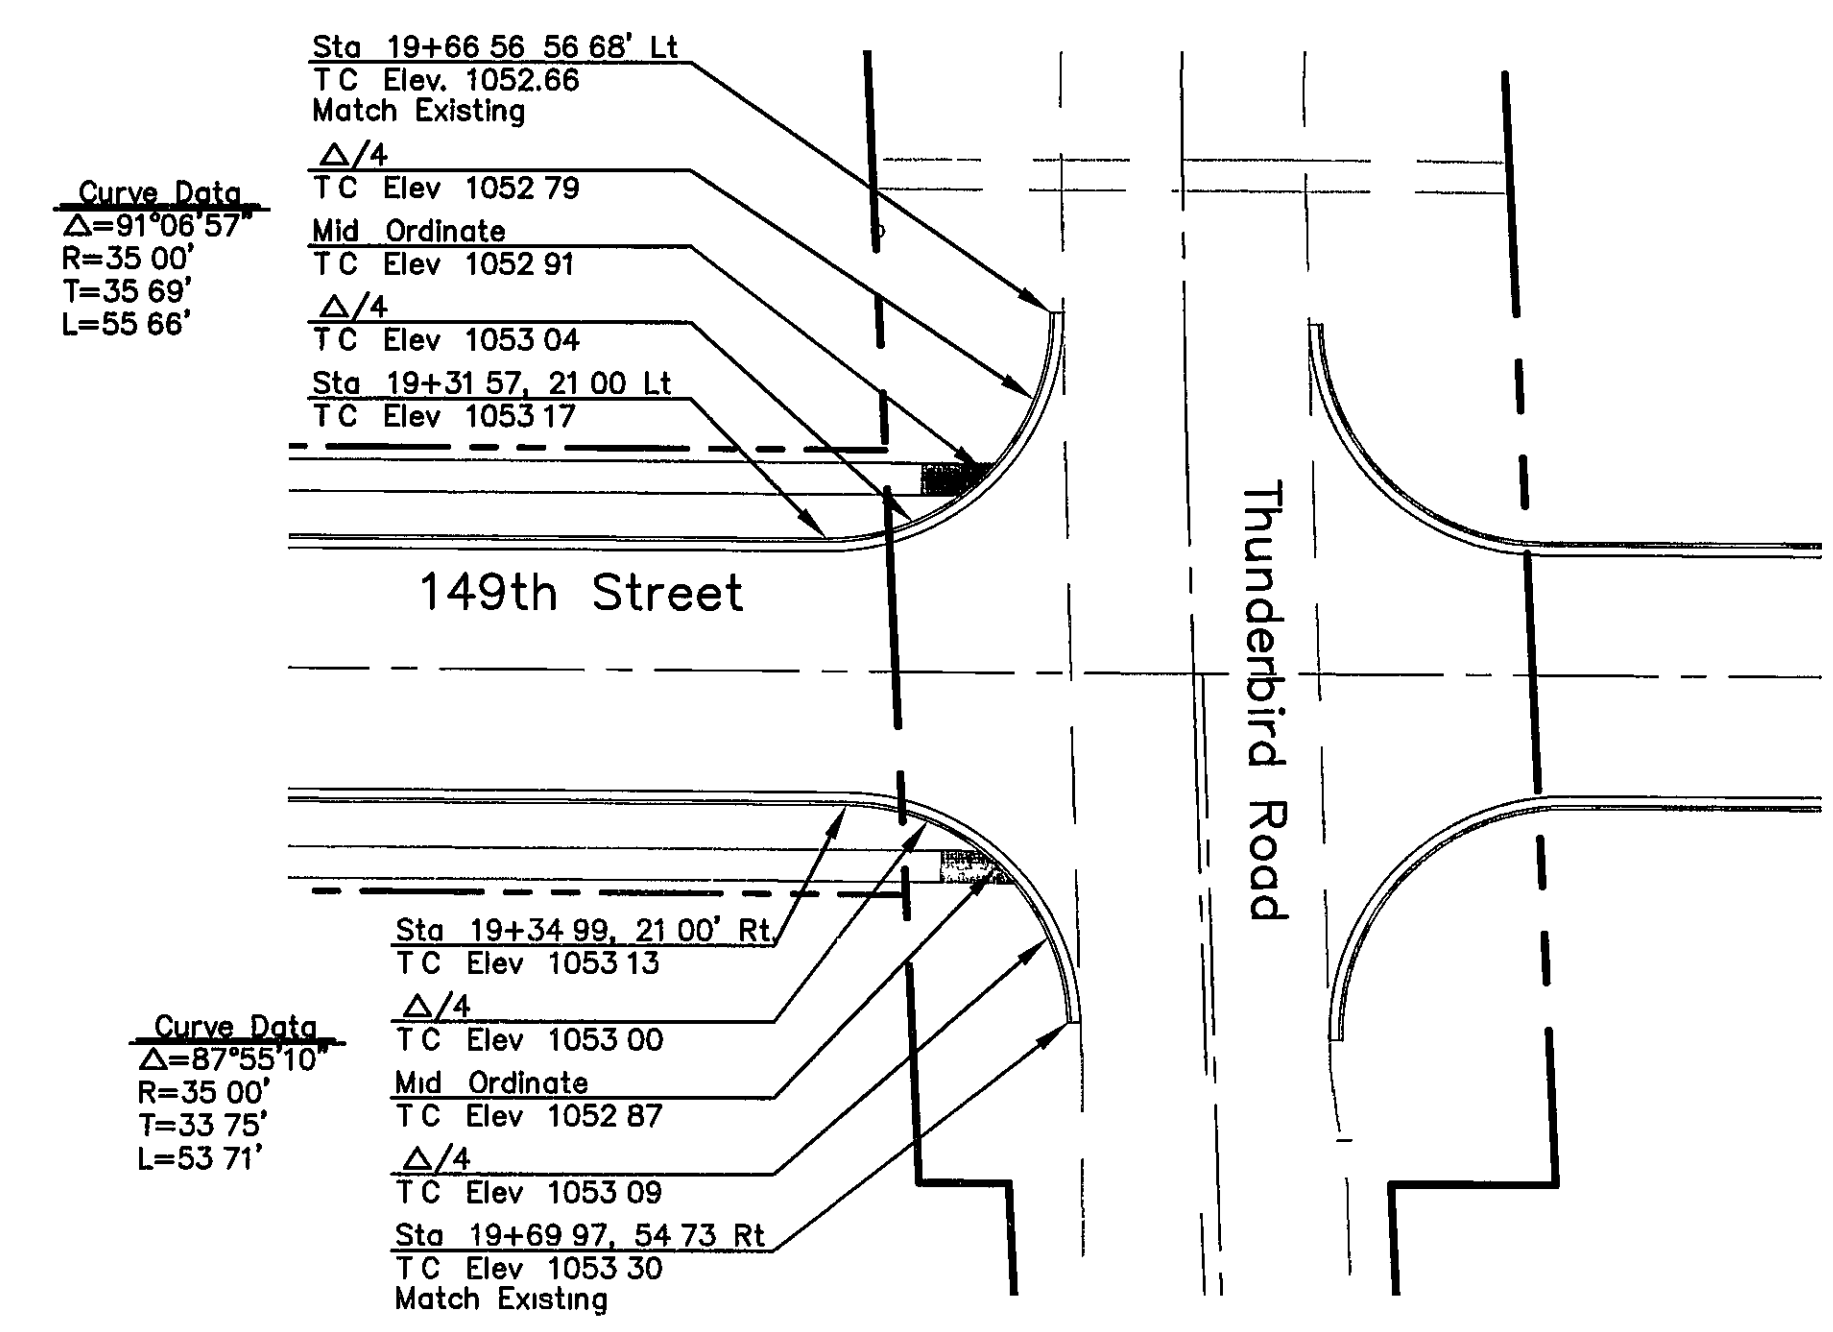 Sta 19+66 56 56 68' Lt
T C Elev. 1052.66
Match Existing
△/4
T C Elev 1052 79
Mid Ordinate
T C Elev 1052 91
△/4
T C Elev 1053 04
Sta 19+31 57, 21 00 Lt
T C Elev 1053 17
Curve Data
△=91°06'57"
R=35 00'
T=35 69'
L=55 66'
149th Street
Thunderbird Road
Sta 19+34 99, 21 00' Rt,
T C Elev 1053 13
△/4
T C Elev 1053 00
Mid Ordinate
T C Elev 1052 87
△/4
T C Elev 1053 09
Sta 19+69 97, 54 73 Rt
T C Elev 1053 30
Match Existing
Curve Data
△=87°55'10"
R=35 00'
T=33 75'
L=53 71'